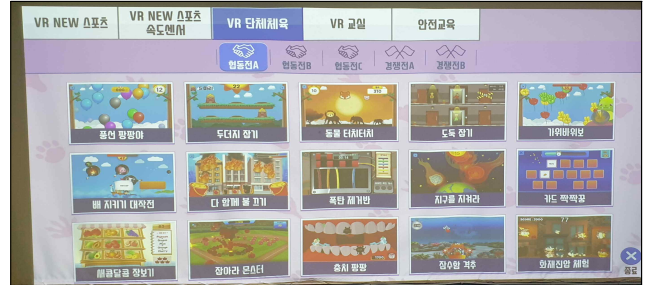 VR NEW 스포츠
VR NEW 스포츠
속도센서
VR 단체체육
VR 교실
안전교육
협동전A
협동전B
협동전C
경쟁전A
경쟁전B
풍선 팡팡야
두더지 잡기
동물 터치터치
도둑 잡기
가위바위보
배 지키기 대작전
다 함께 불 끄기
폭탄 제거반
지구를 지켜라
카드 짝짝꿍
새콤달콤 장보기
잡아라 몬스터
충치 팡팡
잠수함 격추
화재진압 체험
종료